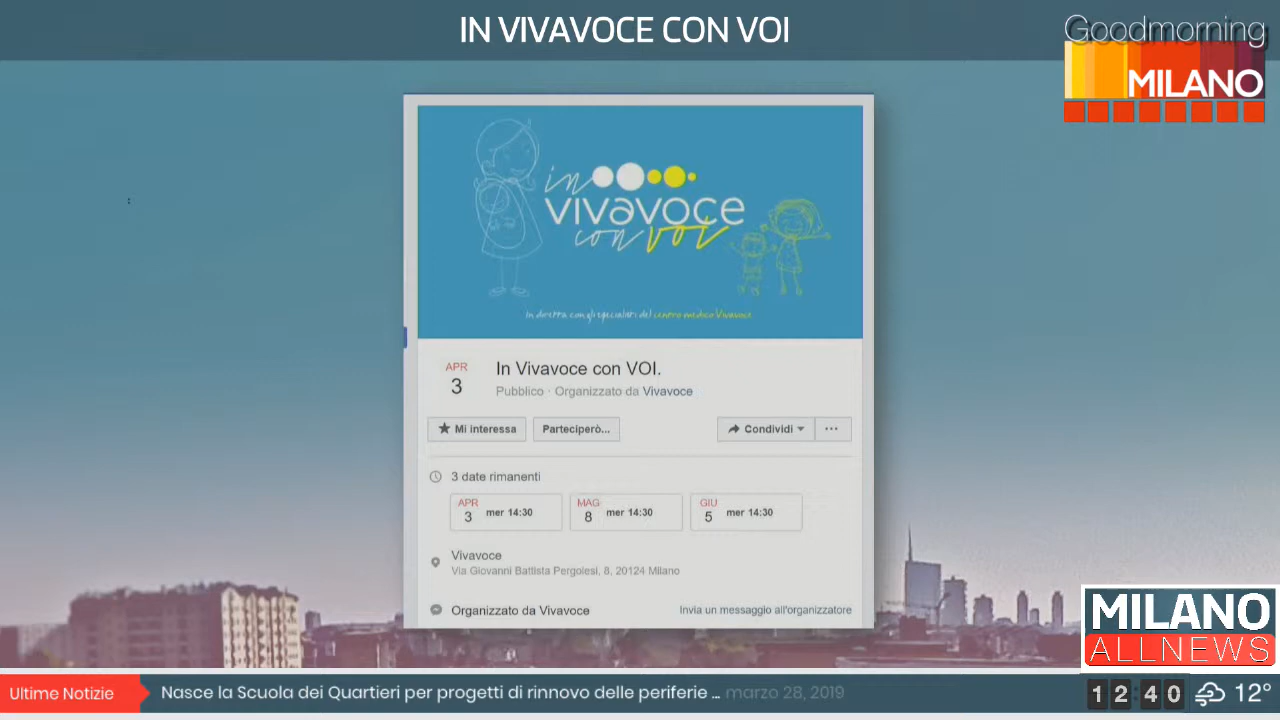 IN VIVAVOCE CON VOI
Goodmorning
MILANO
in
vivavoce
con voi
In diretta con gli specialisti del centro medico Vivavoce
APR
3
In Vivavoce con VOI.
Pubblico · Organizzato da Vivavoce
★ Mi interessa
Parteciperò...
Condividi
...
3 date rimanenti
APR
3
mer 14:30
MAG
8
mer 14:30
GIU
5
mer 14:30
Vivavoce
Via Giovanni Battista Pergolesi, 8, 20124 Milano
Organizzato da Vivavoce
Invia un messaggio all'organizzatore
MILANO
ALLNEWS
Ultime Notizie
Nasce la Scuola dei Quartieri per progetti di rinnovo delle periferie ... marzo 28, 2019
12:40
12°